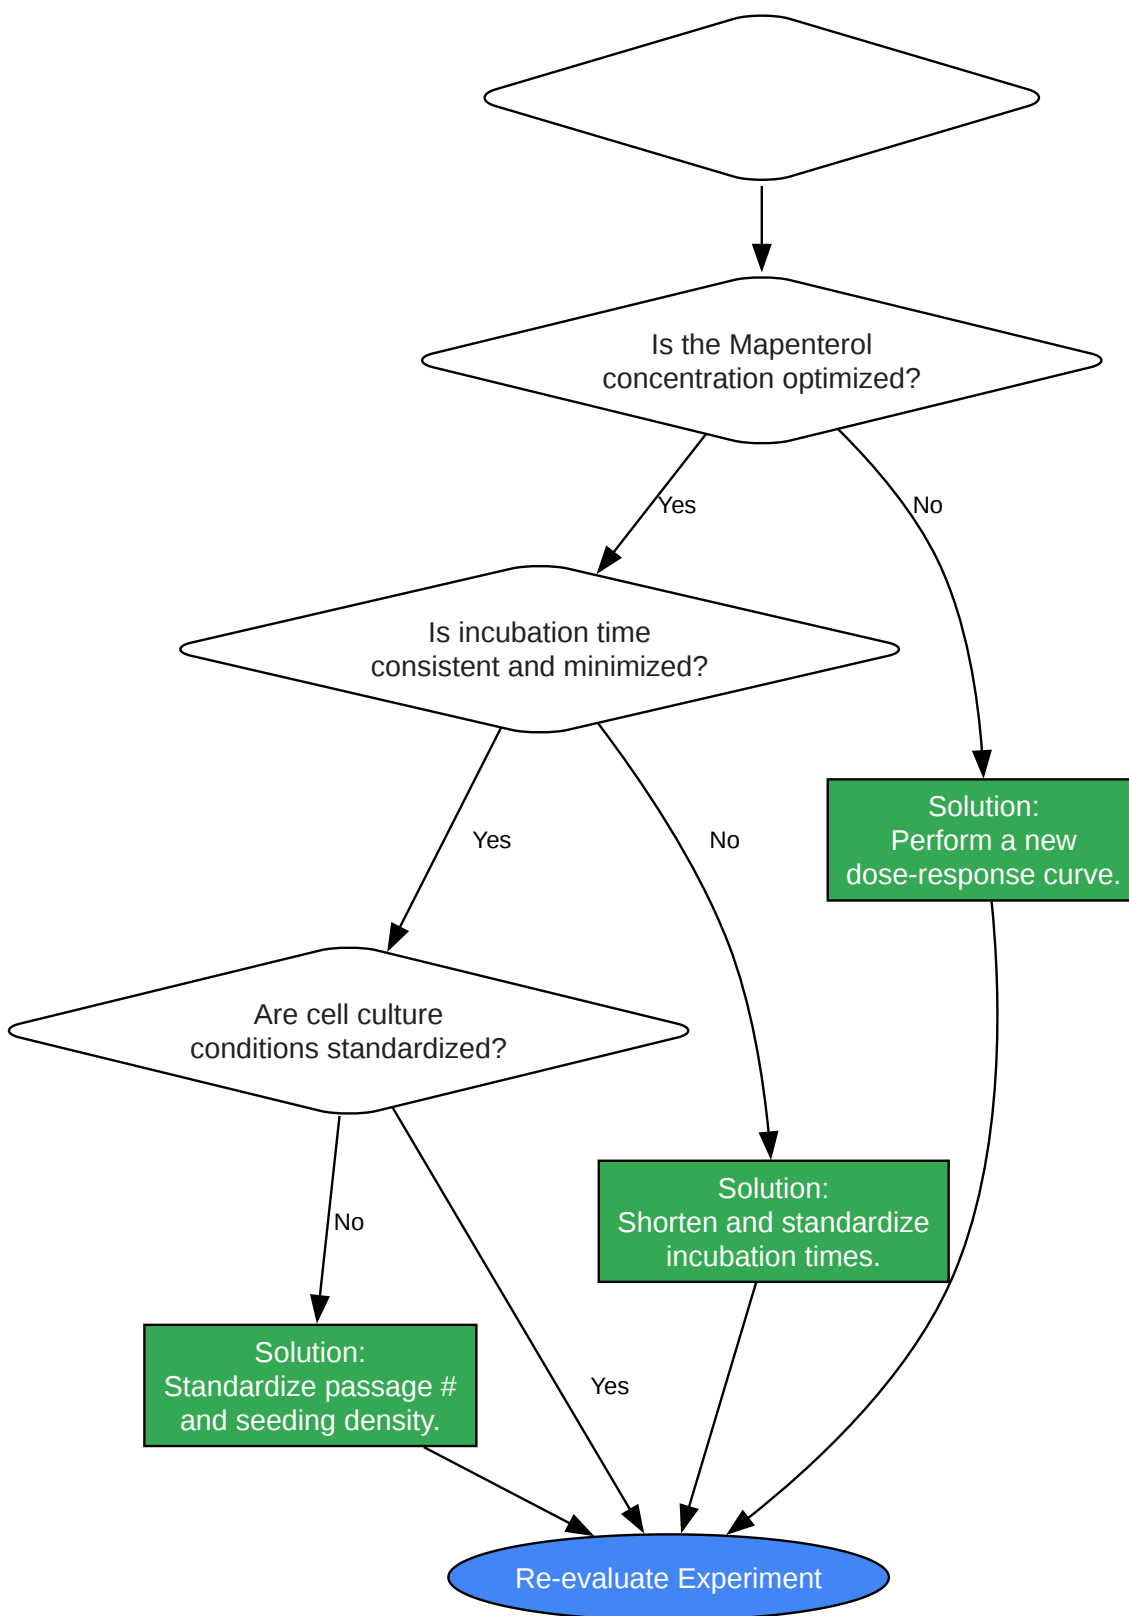 Is the Mapenterol
concentration optimized?
Yes
No
Is incubation time
consistent and minimized?
Solution:
Perform a new
dose-response curve.
Yes
No
Are cell culture
conditions standardized?
Solution:
Shorten and standardize
incubation times.
No
Solution:
Standardize passage #
and seeding density.
Yes
Re-evaluate Experiment